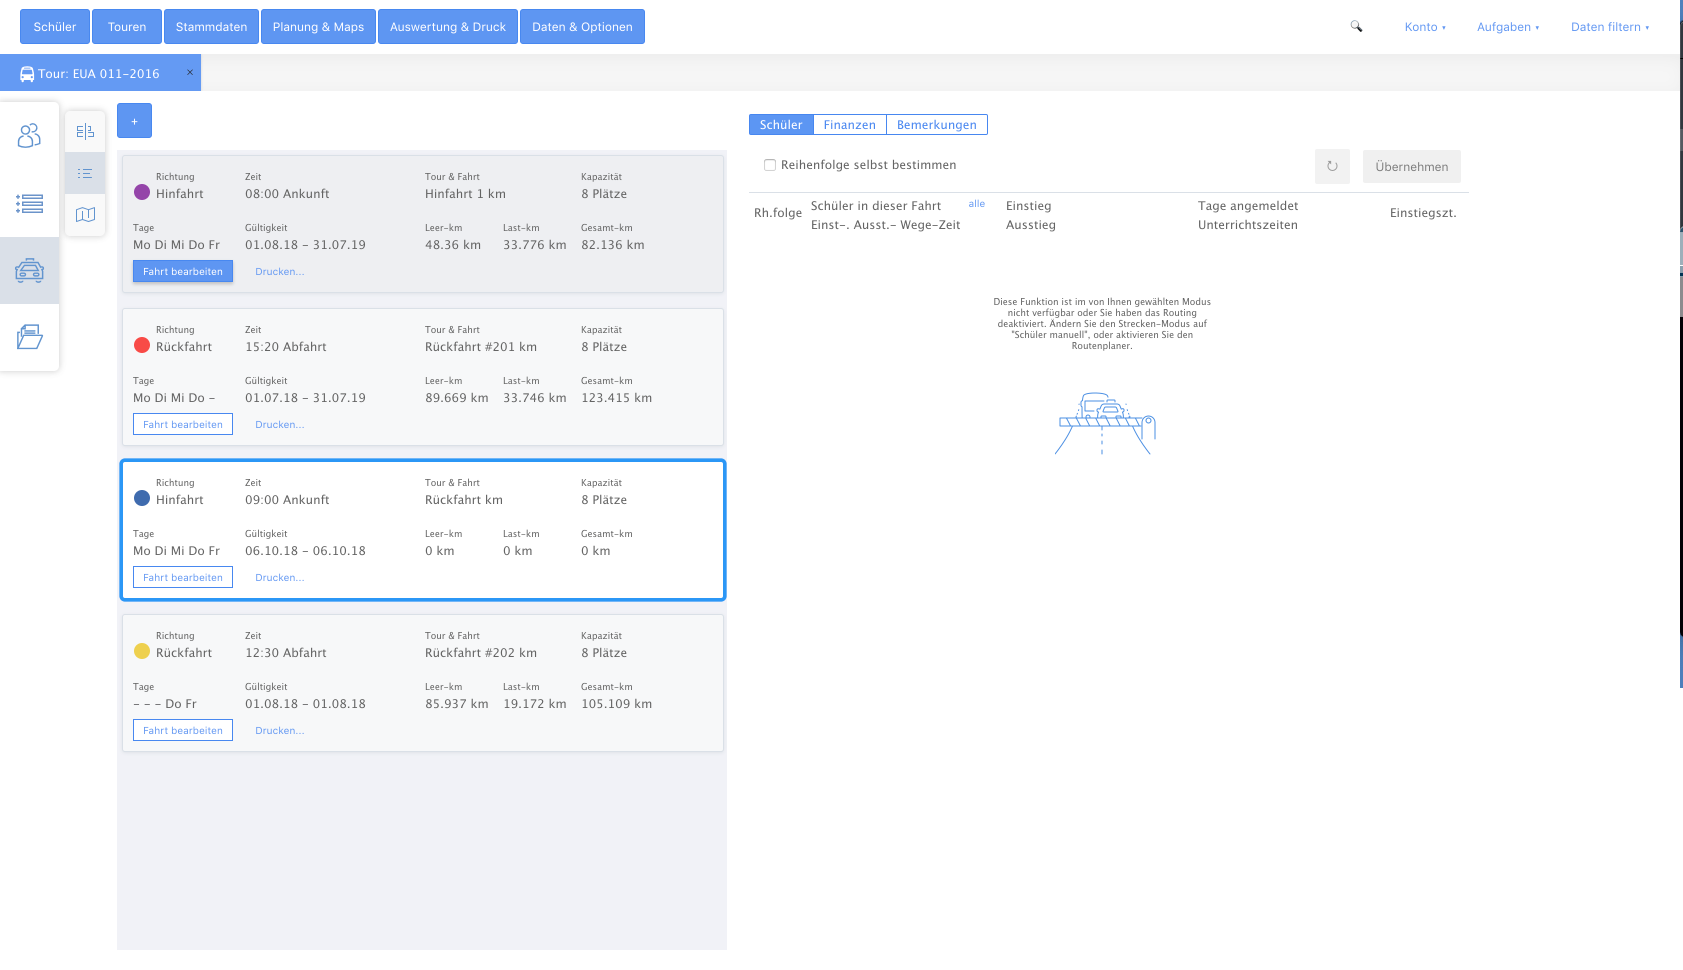 Schüler Touren Stammdaten Planung & Maps Auswertung & Druck Daten & Optionen Konto Aufgaben Daten filtern
Tour: EUA 011-2016 ×
+
Richtung Zeit Tour & Fahrt Kapazität
Hinfahrt 08:00 Ankunft Hinfahrt 1 km 8 Plätze
Tage Gültigkeit Leer-km Last-km Gesamt-km
Mo Di Mi Do Fr 01.08.18 - 31.07.19 48.36 km 33.776 km 82.136 km
Fahrt bearbeiten Drucken...
Richtung Zeit Tour & Fahrt Kapazität
Rückfahrt 15:20 Abfahrt Rückfahrt #201 km 8 Plätze
Tage Gültigkeit Leer-km Last-km Gesamt-km
Mo Di Mi Do - 01.07.18 - 31.07.19 89.669 km 33.746 km 123.415 km
Fahrt bearbeiten Drucken...
Richtung Zeit Tour & Fahrt Kapazität
Hinfahrt 09:00 Ankunft Rückfahrt km 8 Plätze
Tage Gültigkeit Leer-km Last-km Gesamt-km
Mo Di Mi Do Fr 06.10.18 - 06.10.18 0 km 0 km 0 km
Fahrt bearbeiten Drucken...
Richtung Zeit Tour & Fahrt Kapazität
Rückfahrt 12:30 Abfahrt Rückfahrt #202 km 8 Plätze
Tage Gültigkeit Leer-km Last-km Gesamt-km
- - - Do Fr 01.08.18 - 01.08.18 85.937 km 19.172 km 105.109 km
Fahrt bearbeiten Drucken...
Schüler Finanzen Bemerkungen
Reihenfolge selbst bestimmen Übernehmen
Rh.folge Schüler in dieser Fahrt alle Einstieg Tage angemeldet Einstiegszt.
Einst-. Ausst.- Wege-Zeit Ausstieg Unterrichtszeiten
Diese Funktion ist im von Ihnen gewählten Modus
nicht verfügbar oder Sie haben das Routing
deaktiviert. Ändern Sie den Strecken-Modus auf
"Schüler manuell", oder aktivieren Sie den
Routenplaner.